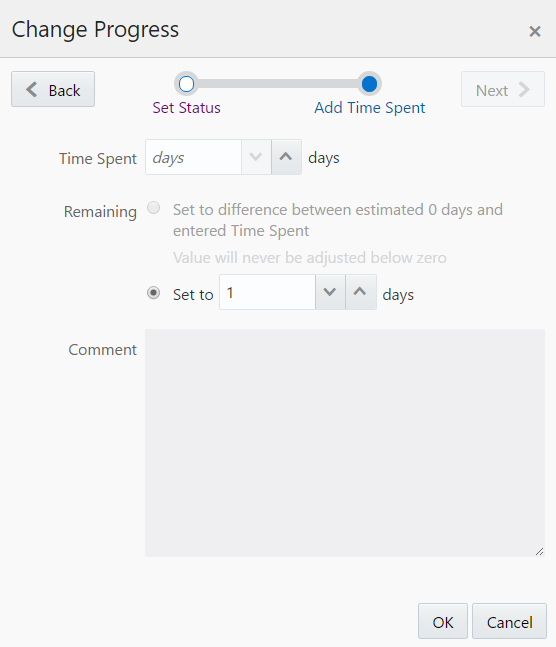 Change Progress
Back
Next
Set Status
Add Time Spent
Time Spent
days
days
Remaining
Set to difference between estimated 0 days and
entered Time Spent
Value will never be adjusted below zero
Set to
1
days
Comment
OK
Cancel